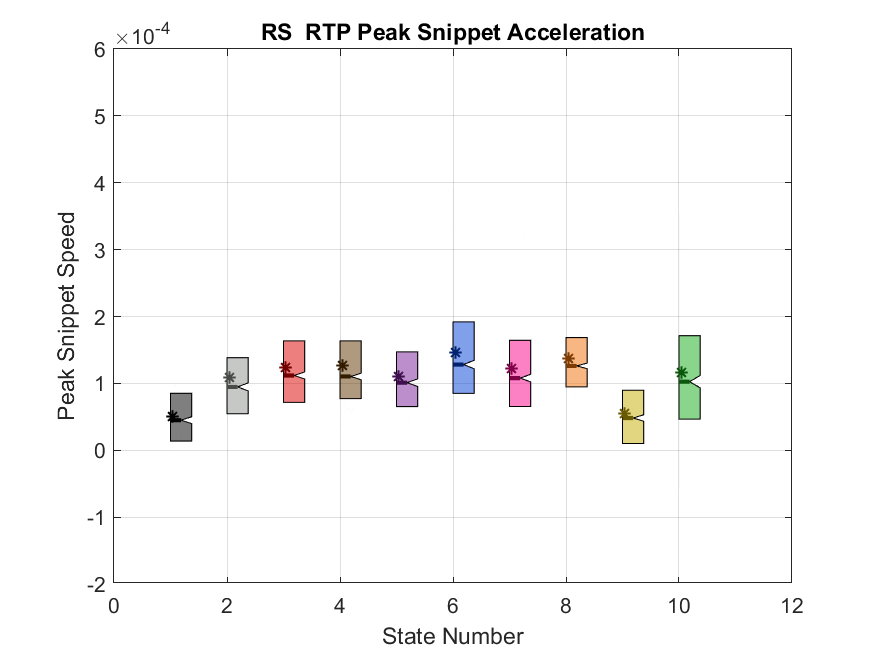 RS  RTP Peak Snippet Acceleration
×10-4
6
5
4
3
2
1
0
-1
-2
Peak Snippet Speed
0 2 4 6 8 10 12
State Number